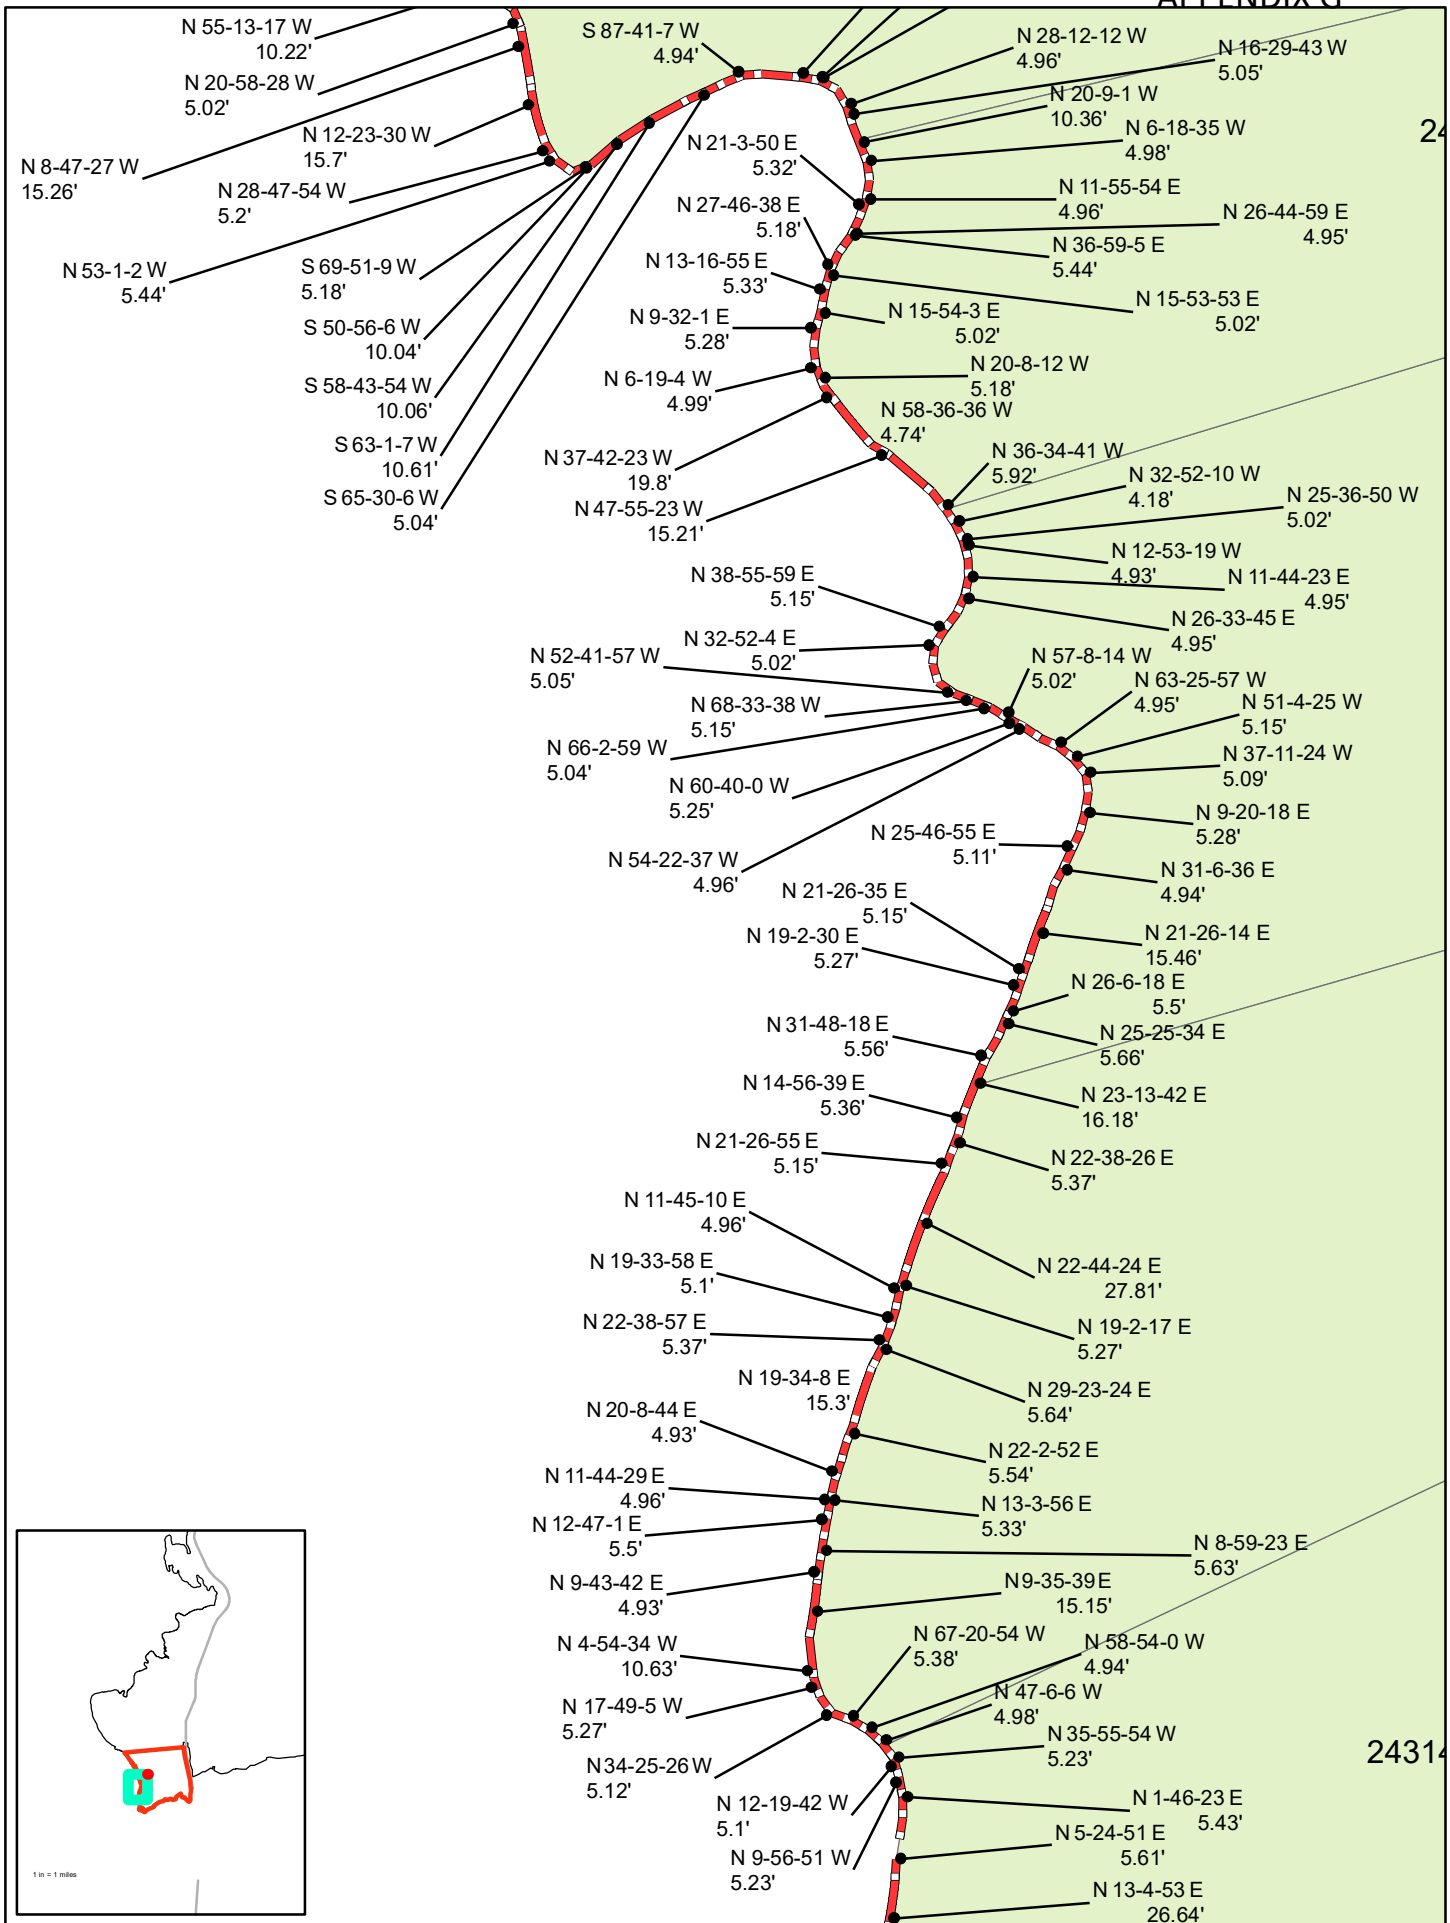 APPENDIX G
N 55-13-17 W
10.22'
N 20-58-28 W
5.02'
N 8-47-27 W
15.26'
N 12-23-30 W
15.7'
N 28-47-54 W
5.2'
N 53-1-2 W
5.44'
S 87-41-7 W
4.94'
S 69-51-9 W
5.18'
S 50-56-6 W
10.04'
S 58-43-54 W
10.06'
S 63-1-7 W
10.61'
S 65-30-6 W
5.04'
N 28-12-12 W
4.96'
N 16-29-43 W
5.05'
N 20-9-1 W
10.36'
N 6-18-35 W
4.98'
24
N 21-3-50 E
5.32'
N 11-55-54 E
4.96'
N 27-46-38 E
5.18'
N 26-44-59 E
4.95'
N 36-59-5 E
5.44'
N 13-16-55 E
5.33'
N 15-53-53 E
5.02'
N 9-32-1 E
5.28'
N 15-54-3 E
5.02'
N 6-19-4 W
4.99'
N 20-8-12 W
5.18'
N 58-36-36 W
4.74'
N 37-42-23 W
19.8'
N 36-34-41 W
5.92'
N 47-55-23 W
15.21'
N 32-52-10 W
4.18'
N 25-36-50 W
5.02'
N 12-53-19 W
4.93'
N 11-44-23 E
4.95'
N 38-55-59 E
5.15'
N 26-33-45 E
4.95'
N 32-52-4 E
5.02'
N 52-41-57 W
5.05'
N 57-8-14 W
5.02'
N 63-25-57 W
4.95'
N 68-33-38 W
5.15'
N 51-4-25 W
5.15'
N 66-2-59 W
5.04'
N 37-11-24 W
5.09'
N 60-40-0 W
5.25'
N 9-20-18 E
5.28'
N 54-22-37 W
4.96'
N 25-46-55 E
5.11'
N 31-6-36 E
4.94'
N 21-26-35 E
5.15'
N 21-26-14 E
15.46'
N 19-2-30 E
5.27'
N 26-6-18 E
5.5'
N 31-48-18 E
5.56'
N 25-25-34 E
5.66'
N 14-56-39 E
5.36'
N 23-13-42 E
16.18'
N 21-26-55 E
5.15'
N 22-38-26 E
5.37'
N 11-45-10 E
4.96'
N 22-44-24 E
27.81'
N 19-33-58 E
5.1'
N 22-38-57 E
5.37'
N 19-2-17 E
5.27'
N 19-34-8 E
15.3'
N 29-23-24 E
5.64'
N 20-8-44 E
4.93'
N 22-2-52 E
5.54'
N 11-44-29 E
4.96'
N 13-3-56 E
5.33'
N 12-47-1 E
5.5'
N 8-59-23 E
5.63'
N 9-43-42 E
4.93'
N 9-35-39 E
15.15'
N 4-54-34 W
10.63'
N 67-20-54 W
5.38'
N 58-54-0 W
4.94'
N 17-49-5 W
5.27'
N 47-6-6 W
4.98'
N 34-25-26 W
5.12'
N 35-55-54 W
5.23'
24314
N 12-19-42 W
5.1'
N 1-46-23 E
5.43'
N 9-56-51 W
5.23'
N 5-24-51 E
5.61'
N 13-4-53 E
26.64'
1 in = 1 miles